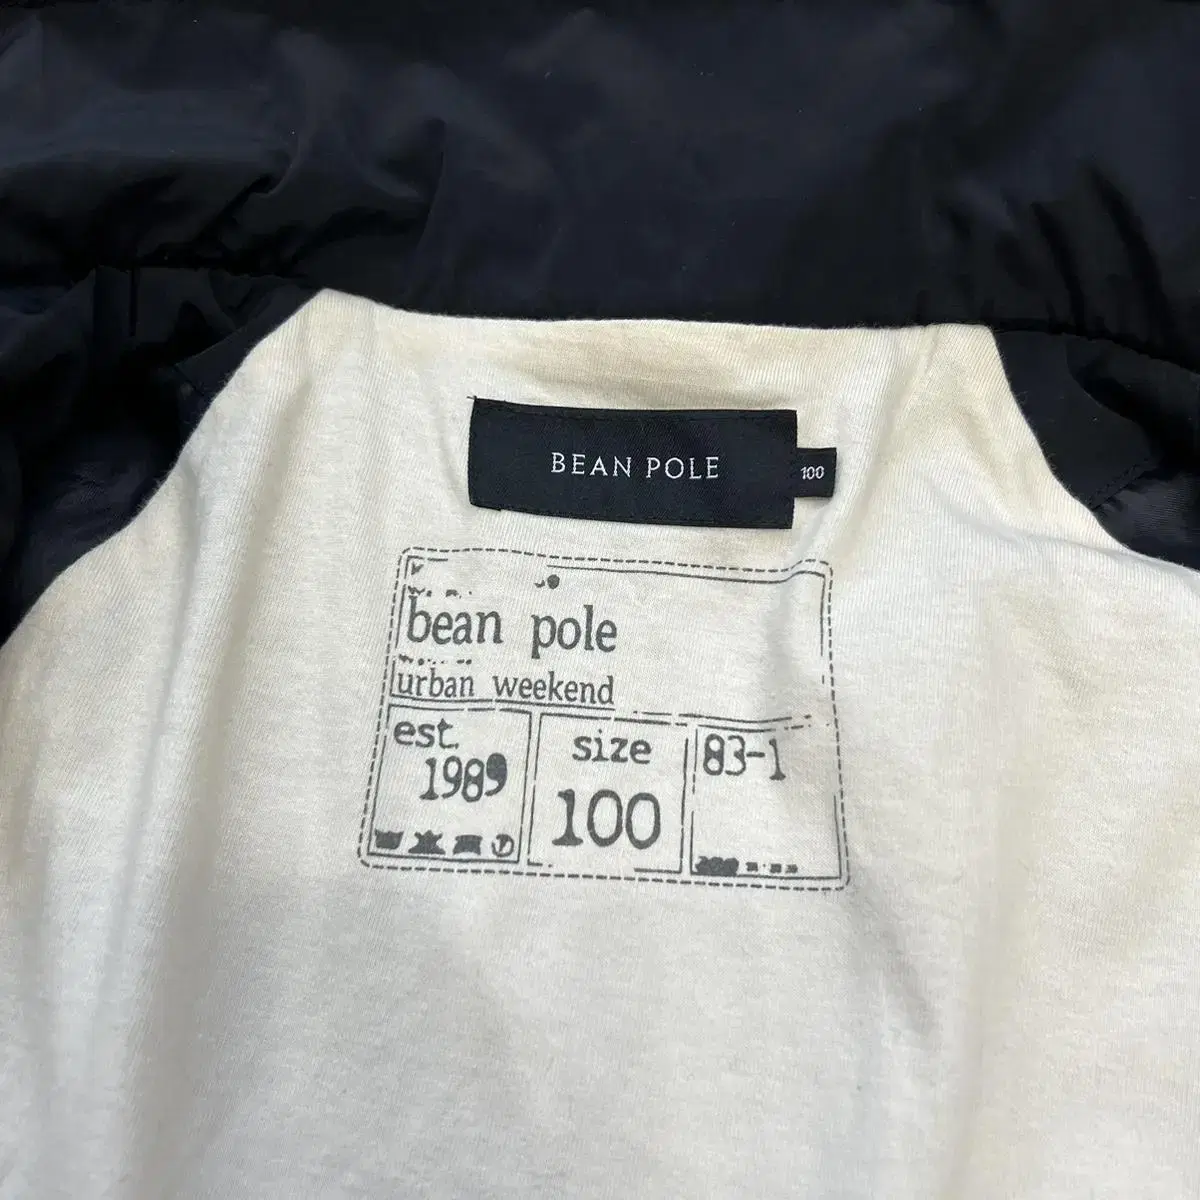 BEAN POLE
100
bean pole
urban weekend
est.
1989
size
100
83-1